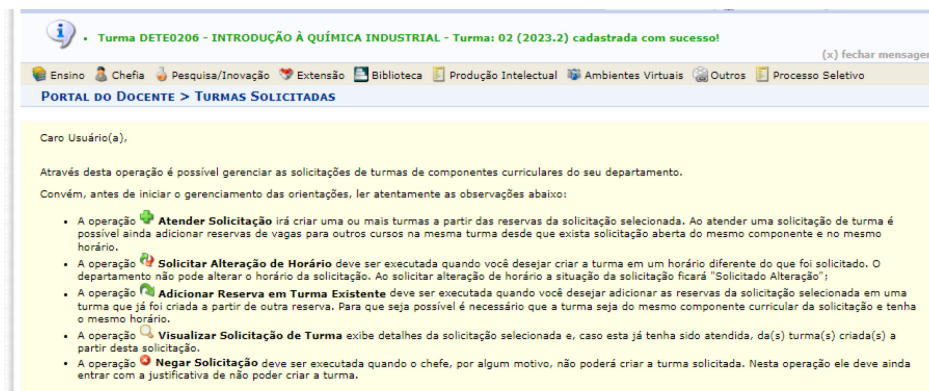 Turma DETE0206 - INTRODUÇÃO À QUÍMICA INDUSTRIAL - Turma: 02 (2023.2) cadastrada com sucesso!
(x) fechar mensagem
Ensino Chefia Pesquisa/Inovação Extensão Biblioteca Produção Intelectual Ambientes Virtuais Outros Processo Seletivo
PORTAL DO DOCENTE > TURMAS SOLICITADAS
Caro Usuário(a),
Através desta operação é possível gerenciar as solicitações de turmas de componentes curriculares do seu departamento.
Convém, antes de iniciar o gerenciamento das orientações, ler atentamente as observações abaixo:
• A operação Atender Solicitação irá criar uma ou mais turmas a partir das reservas da solicitação selecionada. Ao atender uma solicitação de turma é
possível ainda adicionar reservas de vagas para outros cursos na mesma turma desde que exista solicitação aberta do mesmo componente e no mesmo
horário.
• A operação Solicitar Alteração de Horário deve ser executada quando você desejar criar a turma em um horário diferente do que foi solicitado. O
departamento não pode alterar o horário da solicitação. Ao solicitar alteração de horário a situação da solicitação ficará "Solicitado Alteração";
• A operação Adicionar Reserva em Turma Existente deve ser executada quando você desejar adicionar as reservas da solicitação selecionada em uma
turma que já foi criada a partir de outra reserva. Para que seja possível é necessário que a turma seja do mesmo componente curricular da solicitação e tenha
o mesmo horário.
• A operação Visualizar Solicitação de Turma exibe detalhes da solicitação selecionada e, caso esta já tenha sido atendida, da(s) turma(s) criada(s) a
partir desta solicitação.
• A operação Negar Solicitação deve ser executada quando o chefe, por algum motivo, não poderá criar a turma solicitada. Nesta operação ele deve ainda
entrar com a justificativa de não poder criar a turma.